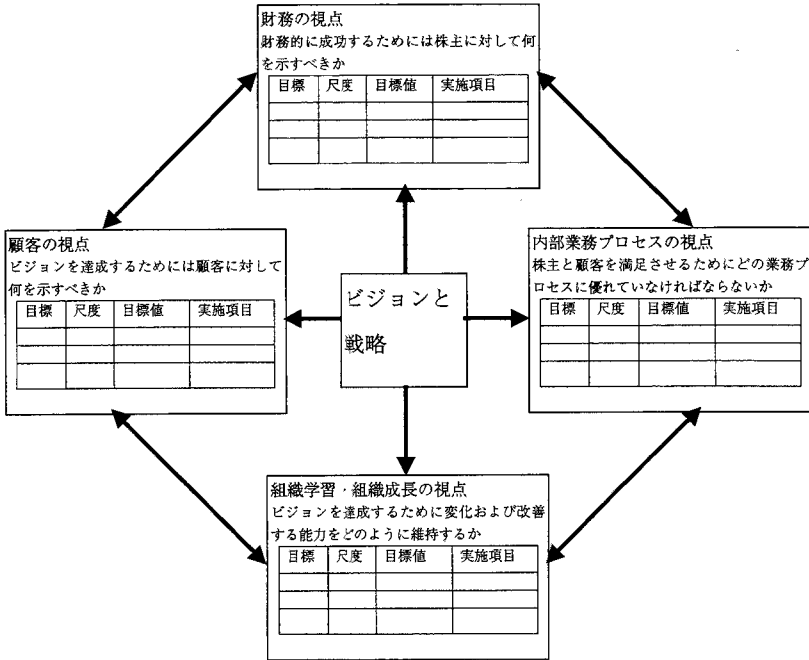 財務の視点
財務的に成功するためには株主に対して何
を示すべきか
目標 尺度 目標値 実施項目
顧客の視点
ビジョンを達成するためには顧客に対して
何を示すべきか
目標 尺度 目標値 実施項目
ビジョンと
戦略
内部業務プロセスの視点
株主と顧客を満足させるためにどの業務プ
ロセスに優れていなければならないか
目標 尺度 目標値 実施項目
組織学習・組織成長の視点
ビジョンを達成するために変化および改善
する能力をどのように維持するか
目標 尺度 目標値 実施項目